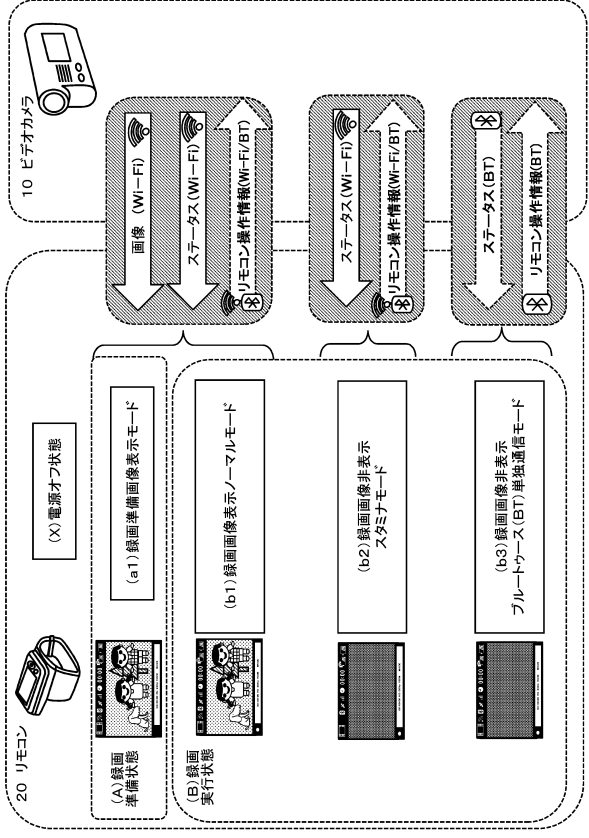 20 リモコン
10 ビデオカメラ
(X)電源オフ状態
(A)録画
準備状態
(a1)録画準備画像表示モード
画像 (Wi-Fi)
ステータス(Wi-Fi)
リモコン操作情報(Wi-Fi/BT)
(B)録画
実行状態
(b1)録画画像表示ノーマルモード
(b2)録画画像非表示
スタミナモード
ステータス(Wi-Fi)
リモコン操作情報(Wi-Fi/BT)
(b3)録画画像非表示
ブルートゥース(BT)単独通信モード
ステータス(BT)
リモコン操作情報(BT)